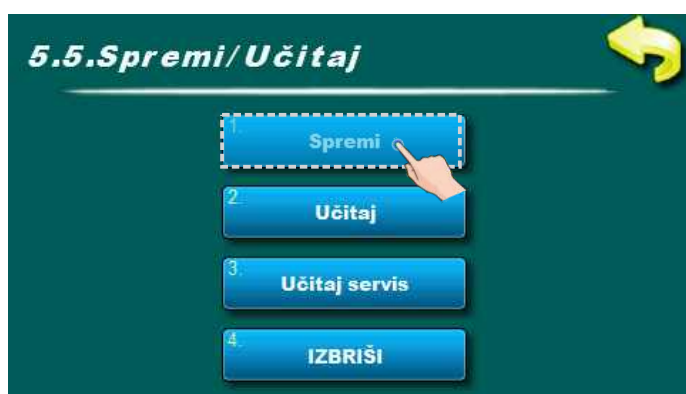 5.5.Spremi/Učitaj
1. Spremi
2. Učitaj
3. Učitaj servis
4. IZBRIŠI